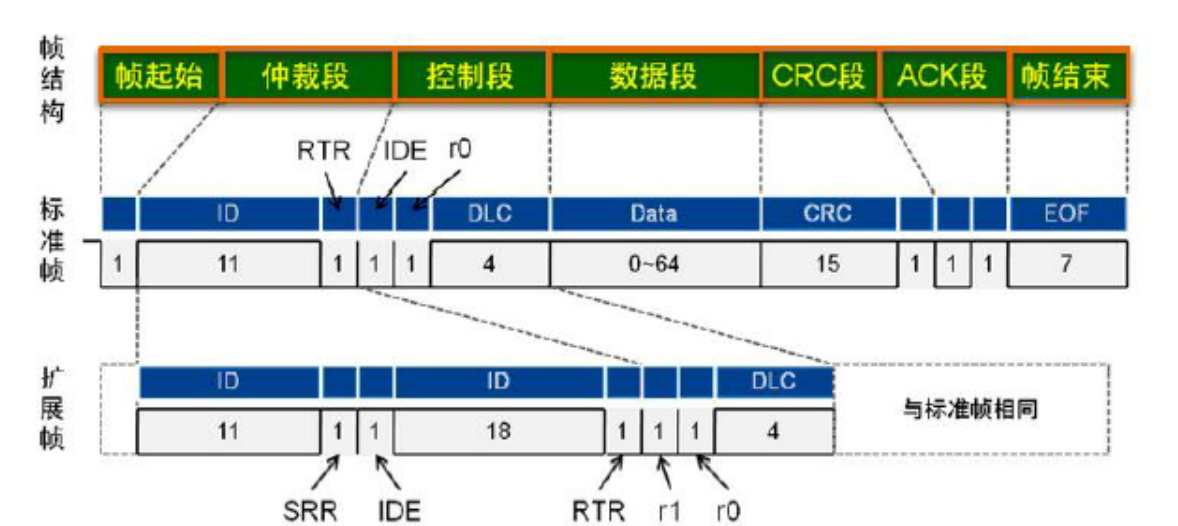 帧结构
帧起始 仲裁段 控制段 数据段 CRC段 ACK段 帧结束
RTR IDE r0
标准帧
ID DLC Data CRC EOF
1 11 1 1 1 4 0~64 15 1 1 1 7
扩展帧
ID ID DLC
11 1 1 18 1 1 1 4
与标准帧相同
SRR IDE RTR r1 r0